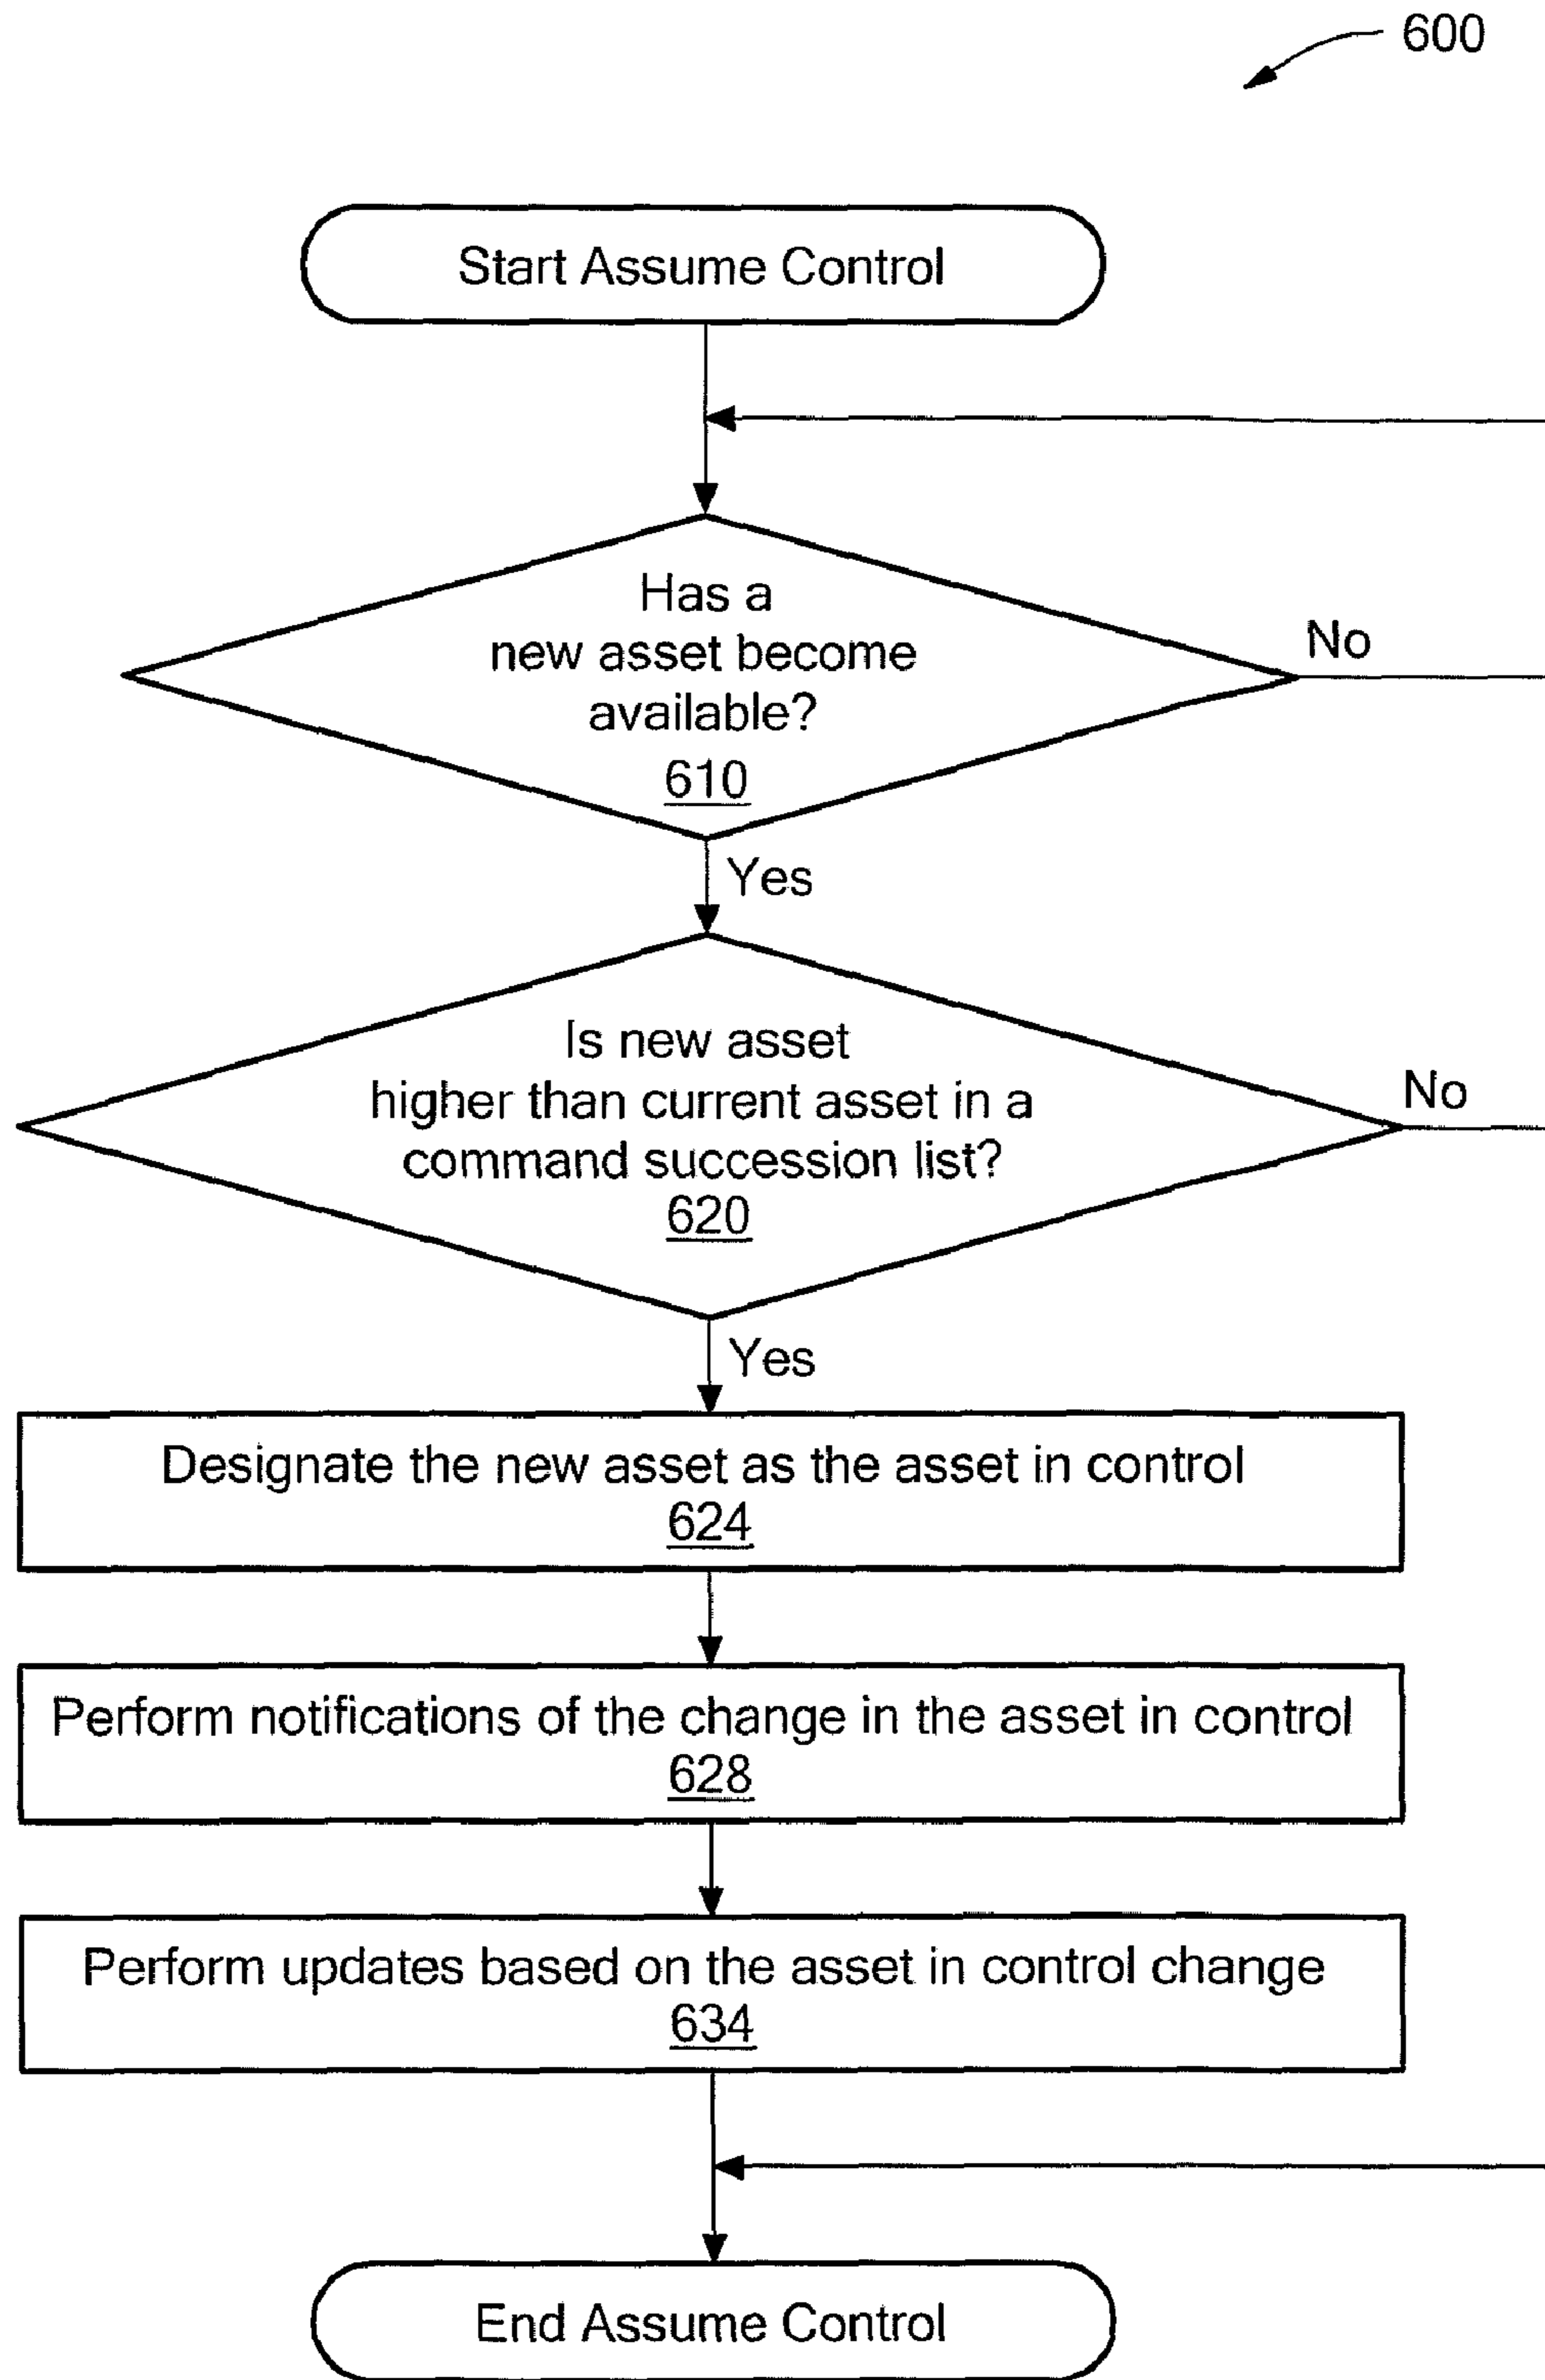 600
Start Assume Control
Has a
new asset become
available?
610
No
Yes
Is new asset
higher than current asset in a
command succession list?
620
No
Yes
Designate the new asset as the asset in control
624
Perform notifications of the change in the asset in control
628
Perform updates based on the asset in control change
634
End Assume Control